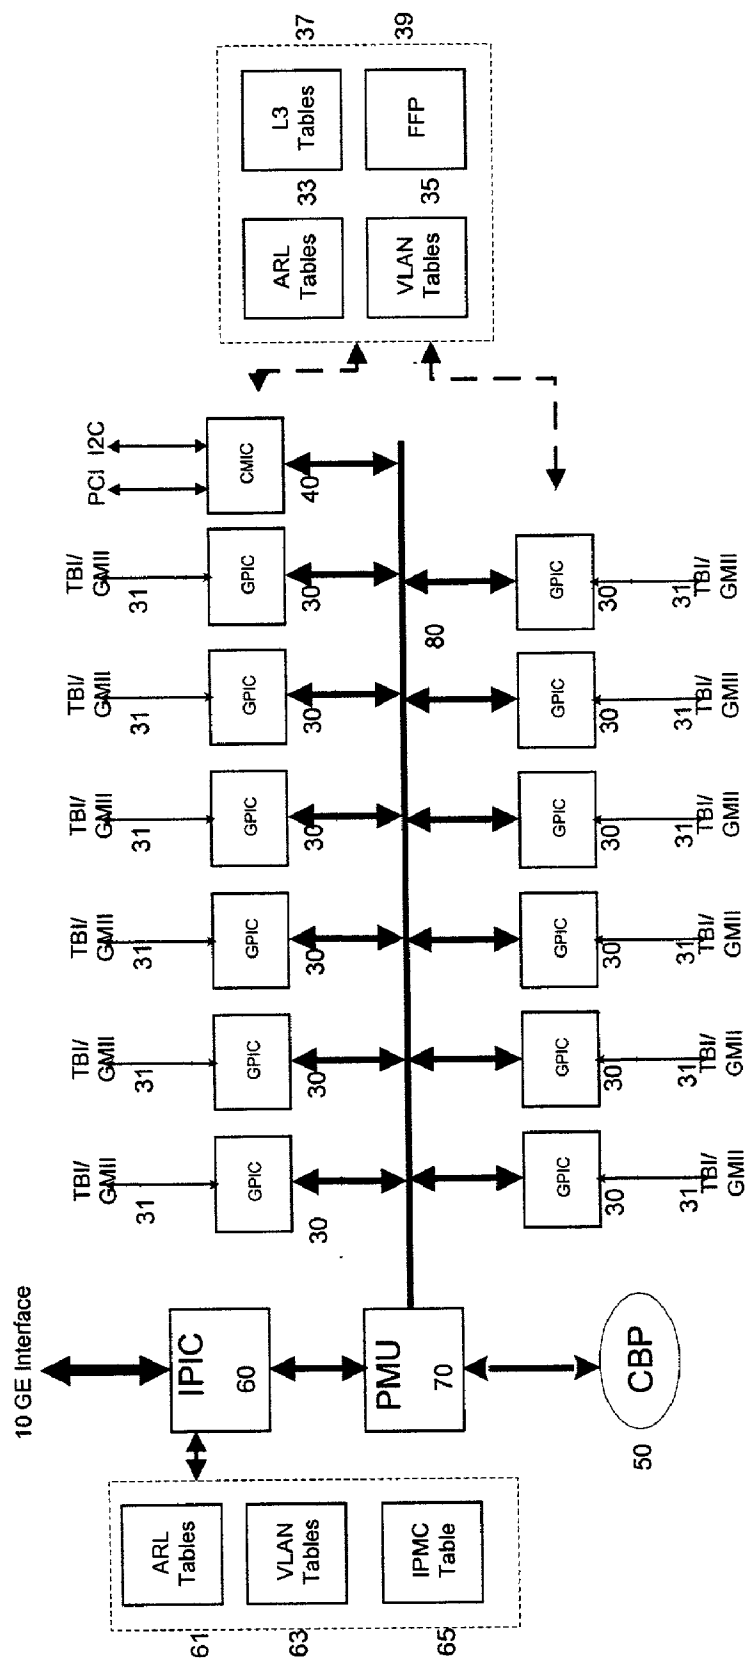 10 GE Interface
IPIC
60
ARL
Tables
61
VLAN
Tables
63
IPMC
Table
65
PMU
70
CBP
50
TBI/
GMII
31
GPIC
30
TBI/
GMII
31
GPIC
30
TBI/
GMII
31
GPIC
30
TBI/
GMII
31
GPIC
30
TBI/
GMII
31
GPIC
30
TBI/
GMII
31
GPIC
30
PCI I2C
CMIC
40
80
GPIC
30
31
TBI/
GMII
GPIC
30
31
TBI/
GMII
GPIC
30
31
TBI/
GMII
GPIC
30
31
TBI/
GMII
GPIC
30
31
TBI/
GMII
GPIC
30
31
TBI/
GMII
ARL
Tables
33
L3
Tables
37
VLAN
Tables
35
FFP
39